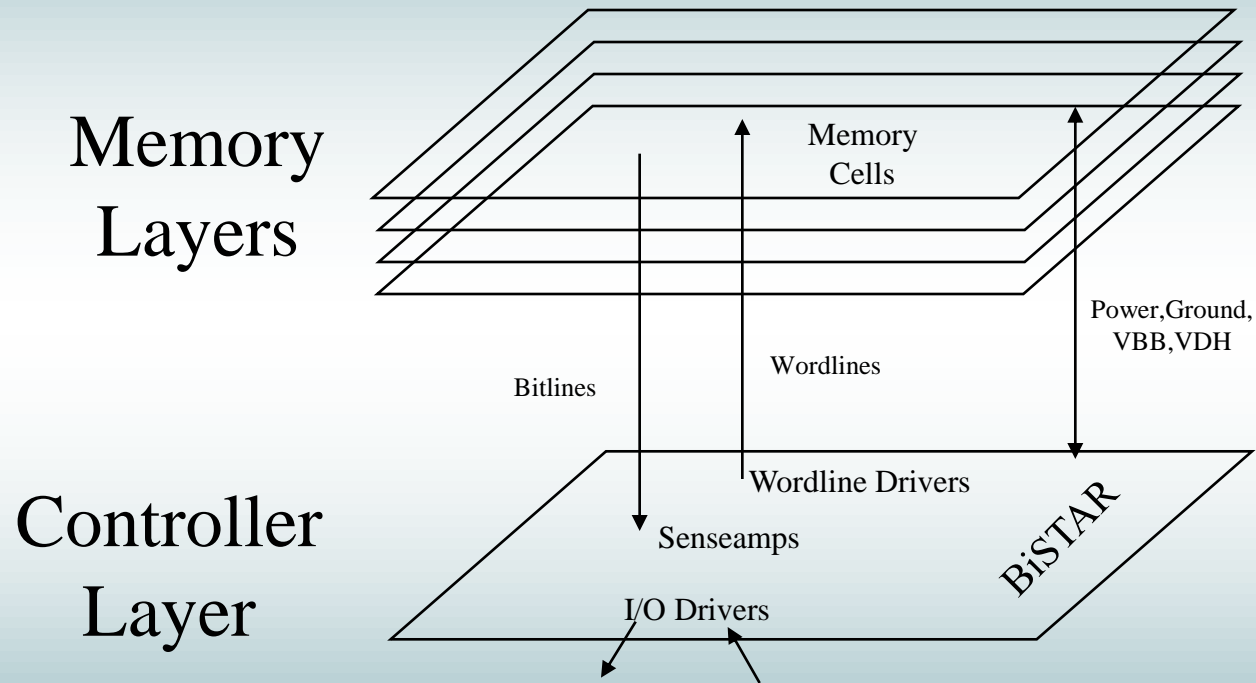 Memory
Layers
Memory
Cells
Power,Ground,
VBB,VDH
Wordlines
Bitlines
Controller
Layer
Wordline Drivers
Senseamps
BiSTAR
I/O Drivers